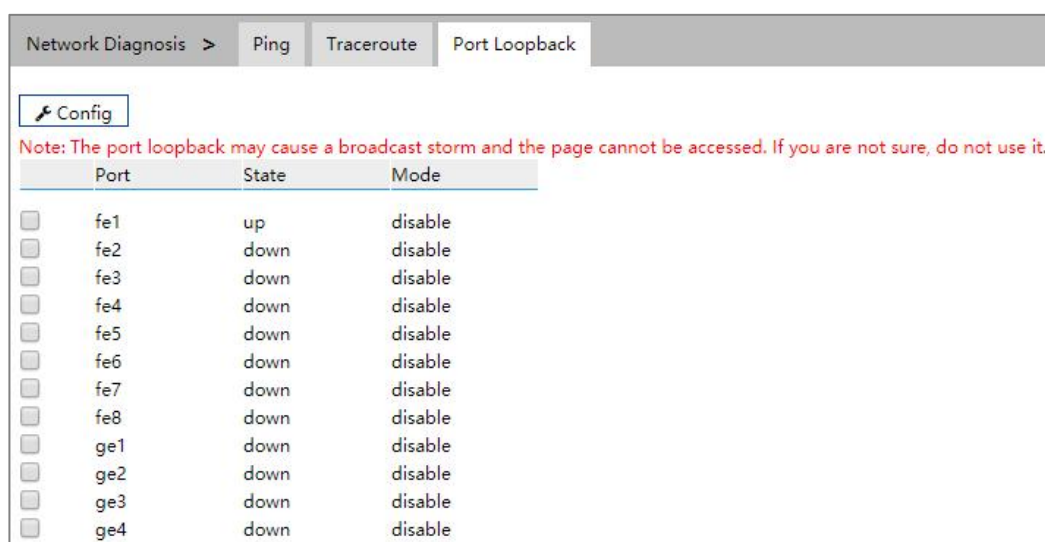 Network Diagnosis > Ping Traceroute Port Loopback
Config
Note: The port loopback may cause a broadcast storm and the page cannot be accessed. If you are not sure, do not use it.
Port State Mode
fe1 up disable
fe2 down disable
fe3 down disable
fe4 down disable
fe5 down disable
fe6 down disable
fe7 down disable
fe8 down disable
ge1 down disable
ge2 down disable
ge3 down disable
ge4 down disable